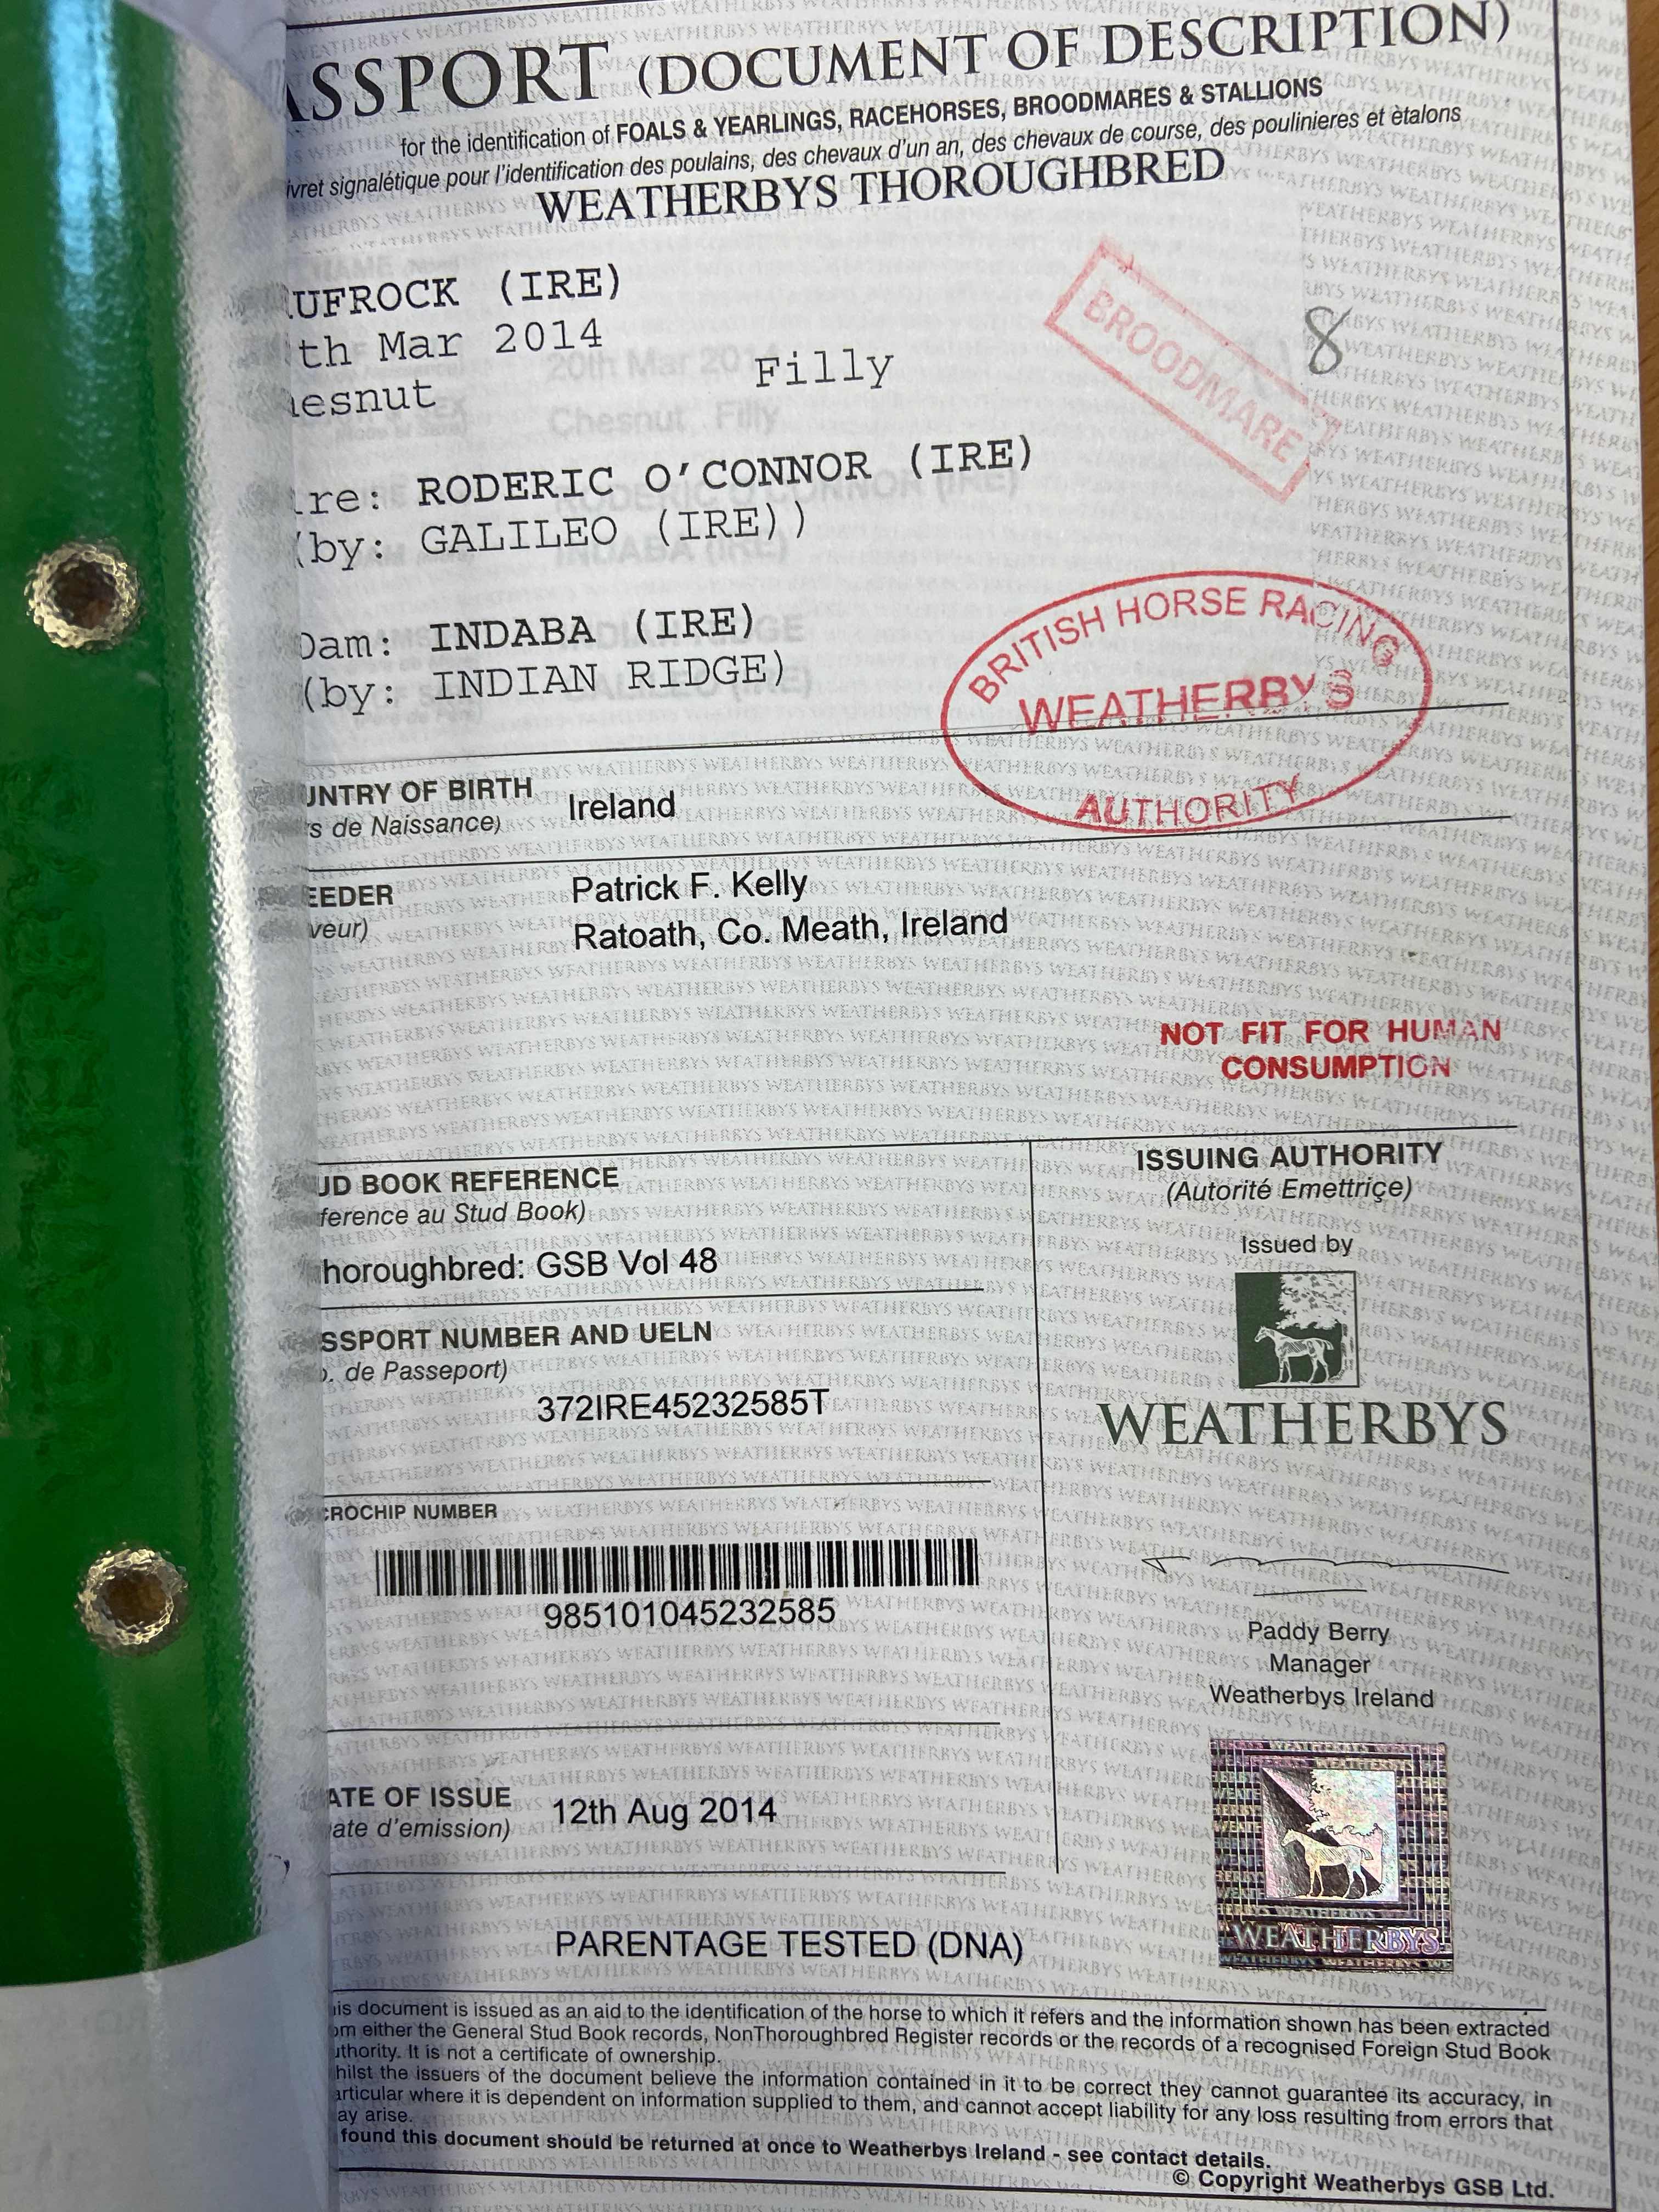 ASSPORT (DOCUMENT OF DESCRIPTION)
for the identification of FOALS & YEARLINGS, RACEHORSES, BROODMARES & STALLIONS
ivret signalétique pour l'identification des poulains, des chevaux d'un an, des chevaux de course, des poulinieres et ètalons
WEATHERBYS THOROUGHBRED
UFROCK (IRE)
th Mar 2014
esnut Filly
20th Mar 2014
Chesnut, Filly
BROODMARE
8
re: RODERIC O'CONNOR (IRE)
(by: GALILEO (IRE))
Dam: INDABA (IRE)
(by: INDIAN RIDGE)
BRITISH HORSE RACING
WEATHERBYS
AUTHORITY
UNTRY OF BIRTH
s de Naissance)
Ireland
EEDER
veur)
Patrick F. Kelly
Ratoath, Co. Meath, Ireland
NOT FIT FOR HUMAN
CONSUMPTION
UD BOOK REFERENCE
ference au Stud Book)
horoughbred: GSB Vol 48
SSPORT NUMBER AND UELN
o. de Passeport)
372IRE45232585T
CROCHIP NUMBER
985101045232585
ATE OF ISSUE
ate d'emission)
12th Aug 2014
PARENTAGE TESTED (DNA)
ISSUING AUTHORITY
(Autorité Emettriçe)
Issued by
WEATHERBYS
Paddy Berry
Manager
Weatherbys Ireland
WEATHERBYS
is document is issued as an aid to the identification of the horse to which it refers and the information shown has been extracted
om either the General Stud Book records, NonThoroughbred Register records or the records of a recognised Foreign Stud Book
uthority. It is not a certificate of ownership.
hilst the issuers of the document believe the information contained in it to be correct they cannot guarantee its accuracy, in
articular where it is dependent on information supplied to them, and cannot accept liability for any loss resulting from errors that
ay arise.
found this document should be returned at once to Weatherbys Ireland - see contact details.
© Copyright Weatherbys GSB Ltd.